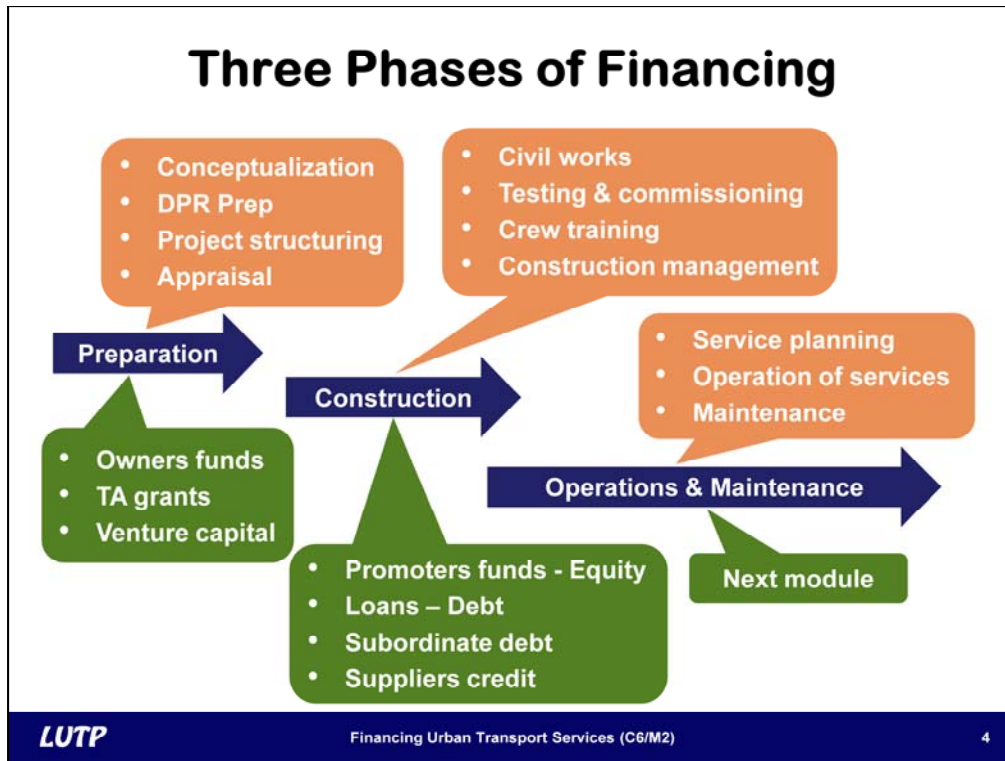 Three Phases of Financing
• Conceptualization
• DPR Prep
• Project structuring
• Appraisal
• Civil works
• Testing & commissioning
• Crew training
• Construction management
Preparation
Construction
• Service planning
• Operation of services
• Maintenance
• Owners funds
• TA grants
• Venture capital
Operations & Maintenance
• Promoters funds - Equity
• Loans – Debt
• Subordinate debt
• Suppliers credit
Next module
LUTP
Financing Urban Transport Services (C6/M2)
4